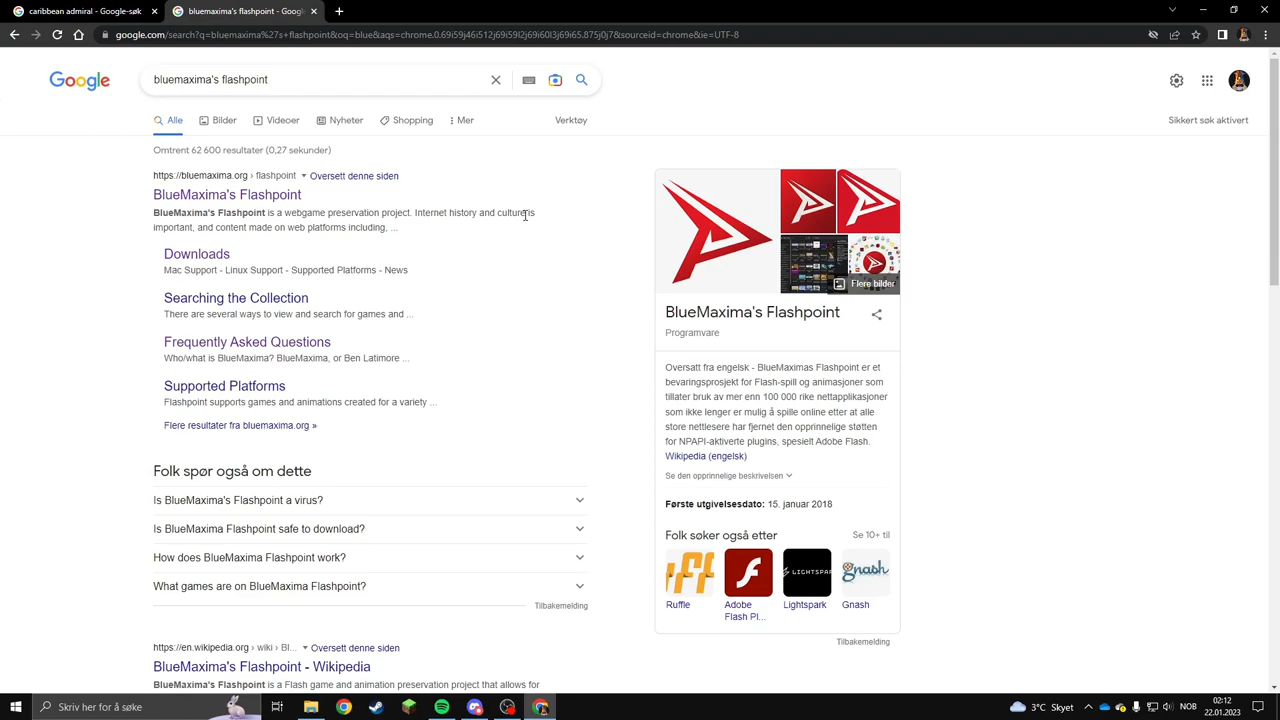 caribbean admiral - Google-søk
bluemaxima's flashpoint - Googl
google.com/search?q=bluemaxima%27s+flashpoint&oq=blue&aqs=chrome.0.69i59j46i512j69i59l2j69i60l3j69i65.875j0j7&sourceid=chrome&ie=UTF-8
Google
bluemaxima's flashpoint
Alle Bilder Videoer Nyheter Shopping Mer Verktøy Sikkert søk aktivert
Omtrent 62 600 resultater (0,27 sekunder)
https://bluemaxima.org › flashpoint Oversett denne siden
BlueMaxima's Flashpoint
BlueMaxima's Flashpoint is a webgame preservation project. Internet history and culture is
important, and content made on web platforms including, ...
Downloads
Mac Support - Linux Support - Supported Platforms - News
Searching the Collection
There are several ways to view and search for games and ...
Frequently Asked Questions
Who/what is BlueMaxima? BlueMaxima, or Ben Latimore ...
Supported Platforms
Flashpoint supports games and animations created for a variety ...
Flere resultater fra bluemaxima.org »
Folk spør også om dette
Is BlueMaxima's Flashpoint a virus?
Is BlueMaxima Flashpoint safe to download?
How does BlueMaxima Flashpoint work?
What games are on BlueMaxima Flashpoint?
Tilbakemelding
https://en.wikipedia.org › wiki › Bl... Oversett denne siden
BlueMaxima's Flashpoint - Wikipedia
BlueMaxima's Flashpoint is a Flash game and animation preservation project that allows for
Flere bilder
BlueMaxima's Flashpoint
Programvare
Oversatt fra engelsk - BlueMaximas Flashpoint er et
bevaringsprosjekt for Flash-spill og animasjoner som
tillater bruk av mer enn 100 000 rike nettapplikasjoner
som ikke lenger er mulig å spille online etter at alle
store nettlesere har fjernet den opprinnelige støtten
for NPAPI-aktiverte plugins, spesielt Adobe Flash.
Wikipedia (engelsk)
Se den opprinnelige beskrivelsen
Første utgivelsesdato: 15. januar 2018
Folk søker også etter Se 10+ til
LIGHTSPAR
gnash
Ruffle Adobe Lightspark Gnash
Flash Pl...
Tilbakemelding
Skriv her for å søke
3°C Skyet NOB 02:12
22.01.2023